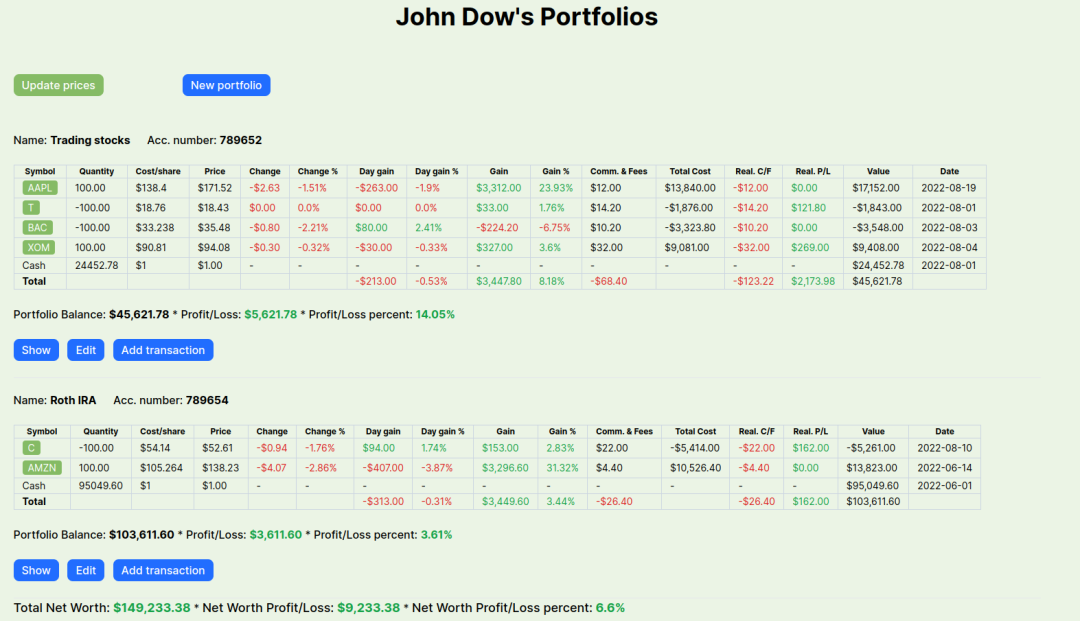 John Dow's Portfolios
Update prices New portfolio
Name: Trading stocks Acc. number: 789652
Symbol Quantity Cost/share Price Change Change % Day gain Day gain % Gain Gain % Comm. & Fees Total Cost Real. C/F Real. P/L Value Date
AAPL 100.00 $138.4 $171.52 -$2.63 -1.51% -$263.00 -1.9% $3,312.00 23.93% $12.00 $13,840.00 -$12.00 $0.00 $17,152.00 2022-08-19
T -100.00 $18.76 $18.43 $0.00 0.0% $0.00 0.0% $33.00 1.76% $14.20 -$1,876.00 -$14.20 $121.80 -$1,843.00 2022-08-01
BAC -100.00 $33.238 $35.48 -$0.80 -2.21% $80.00 2.41% -$224.20 -6.75% $10.20 -$3,323.80 -$10.20 $0.00 -$3,548.00 2022-08-03
XOM 100.00 $90.81 $94.08 -$0.30 -0.32% -$30.00 -0.33% $327.00 3.6% $32.00 $9,081.00 -$32.00 $269.00 $9,408.00 2022-08-04
Cash 24452.78 $1 $1.00 - - - - - - - - - - $24,452.78 2022-08-01
Total -$213.00 -0.53% $3,447.80 8.18% -$68.40 -$123.22 $2,173.98 $45,621.78
Portfolio Balance: $45,621.78 * Profit/Loss: $5,621.78 * Profit/Loss percent: 14.05%
Show Edit Add transaction
Name: Roth IRA Acc. number: 789654
Symbol Quantity Cost/share Price Change Change % Day gain Day gain % Gain Gain % Comm. & Fees Total Cost Real. C/F Real. P/L Value Date
C -100.00 $54.14 $52.61 -$0.94 -1.76% $94.00 1.74% $153.00 2.83% $22.00 -$5,414.00 -$22.00 $162.00 -$5,261.00 2022-08-10
AMZN 100.00 $105.264 $138.23 -$4.07 -2.86% -$407.00 -3.87% $3,296.60 31.32% $4.40 $10,526.40 -$4.40 $0.00 $13,823.00 2022-06-14
Cash 95049.60 $1 $1.00 - - - - - - - - - - $95,049.60 2022-06-01
Total -$313.00 -0.31% $3,449.60 3.44% -$26.40 -$26.40 $162.00 $103,611.60
Portfolio Balance: $103,611.60 * Profit/Loss: $3,611.60 * Profit/Loss percent: 3.61%
Show Edit Add transaction
Total Net Worth: $149,233.38 * Net Worth Profit/Loss: $9,233.38 * Net Worth Profit/Loss percent: 6.6%